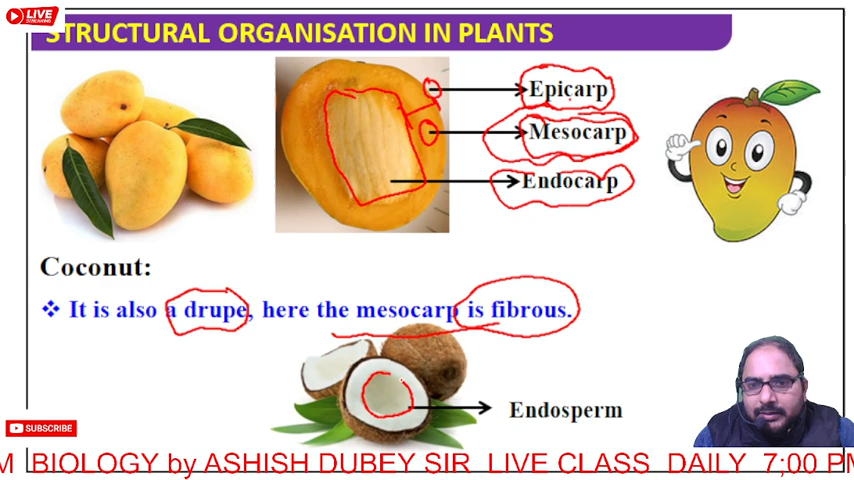 LIVE
STREAMING
STRUCTURAL ORGANISATION IN PLANTS
Epicarp
Mesocarp
Endocarp
Coconut:
❖ It is also a drupe, here the mesocarp is fibrous.
Endosperm
SUBSCRIBE
M BIOLOGY by ASHISH DUBEY SIR LIVE CLASS DAILY 7;00 PM